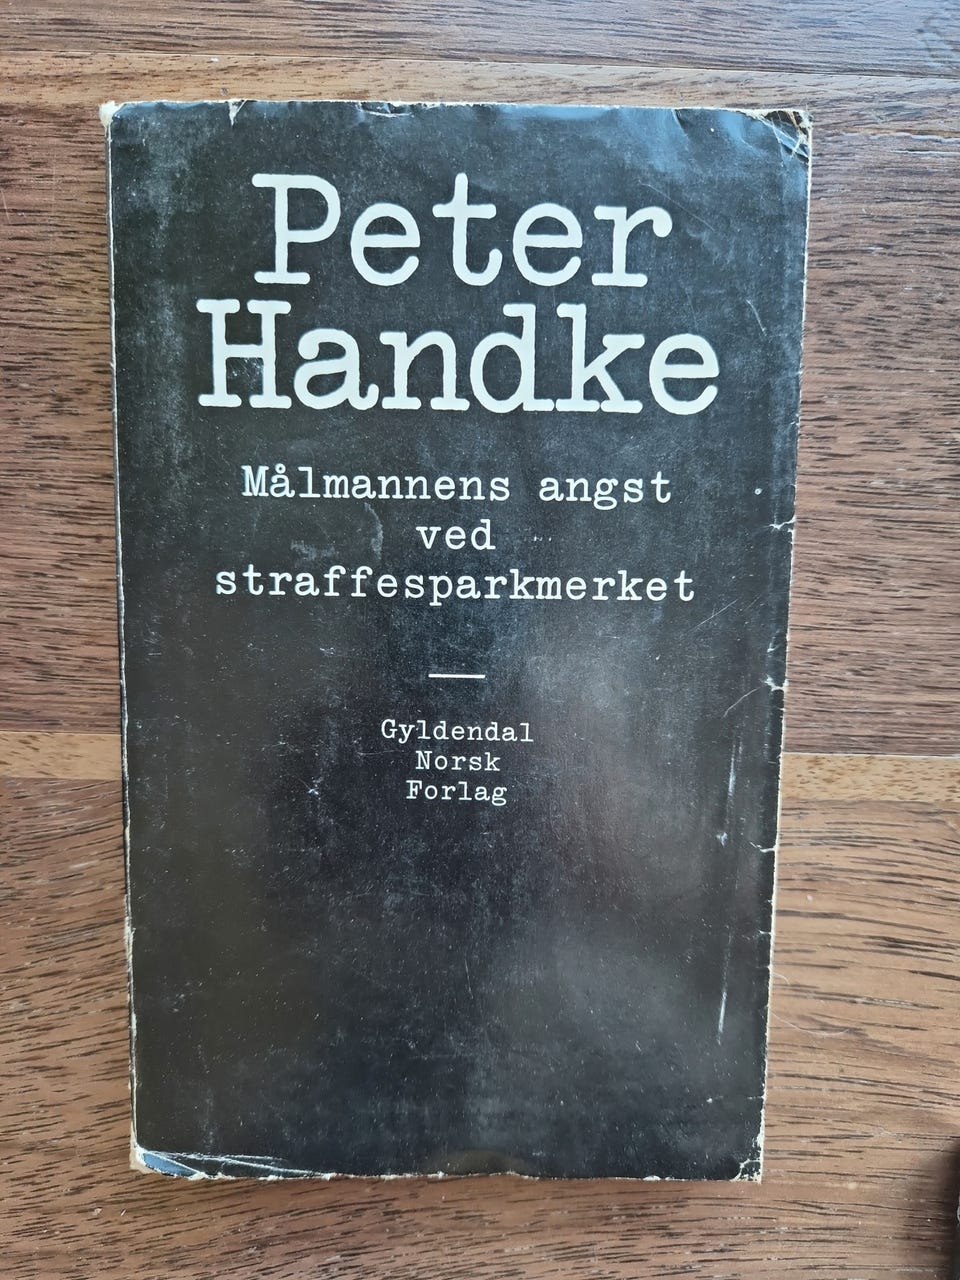 Peter
Handke
Målmannens angst
ved
straffesparkmerket
Gyldendal
Norsk
Forlag